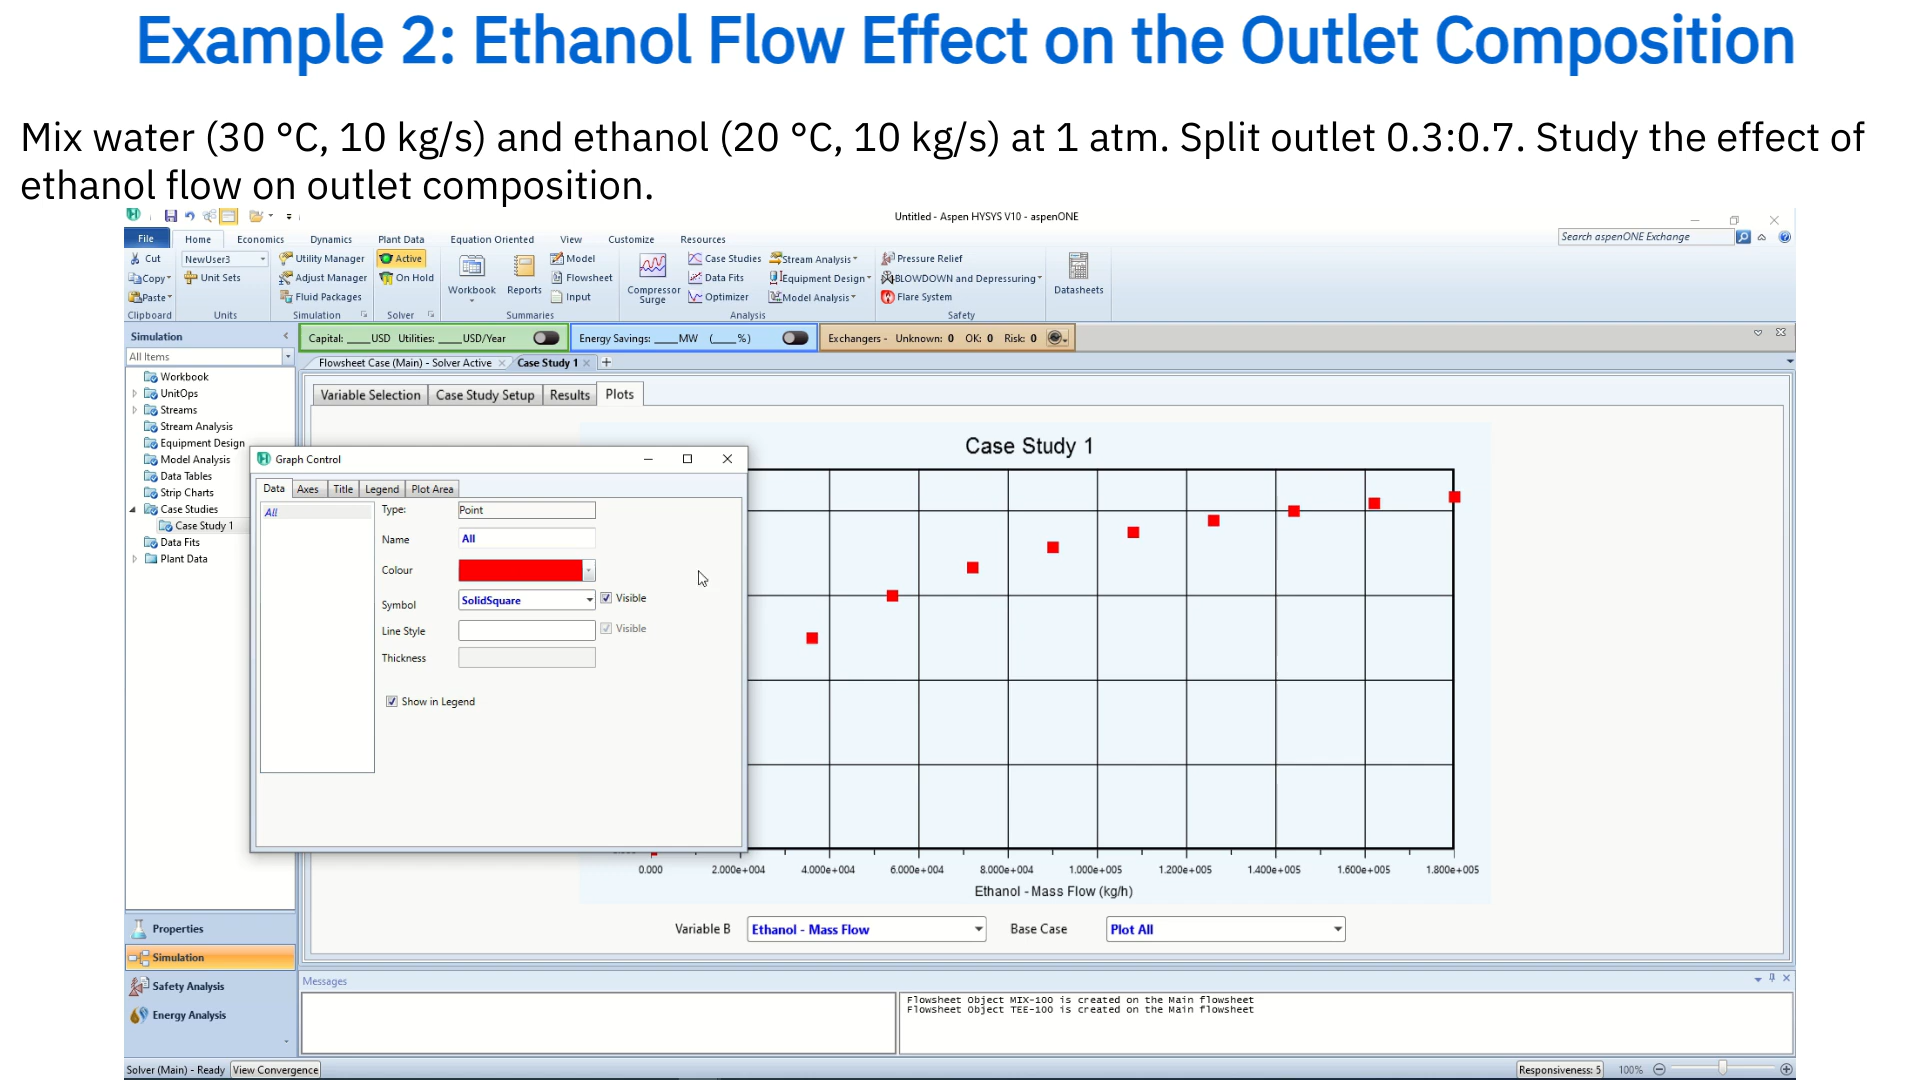 Example 2: Ethanol Flow Effect on the Outlet Composition
Mix water (30 °C, 10 kg/s) and ethanol (20 °C, 10 kg/s) at 1 atm. Split outlet 0.3:0.7. Study the effect of
ethanol flow on outlet composition.
Untitled - Aspen HYSYS V10 - aspenONE
File Home Economics Dynamics Plant Data Equation Oriented View Customize Resources
Search aspenONE Exchange
Cut NewUser3 Utility Manager Active Model Case Studies Stream Analysis Pressure Relief
Copy Unit Sets Adjust Manager On Hold Flowsheet Data Fits Equipment Design BLOWDOWN and Depressuring
Workbook Reports Compressor Surge Datasheets
Paste Fluid Packages Input Optimizer Model Analysis Flare System
Clipboard Units Simulation Solver Summaries Analysis Safety
Simulation
Capital: ____USD Utilities: ____USD/Year
Energy Savings: ____MW (____%)
Exchangers - Unknown: 0 OK: 0 Risk: 0
All Items
Flowsheet Case (Main) - Solver Active Case Study 1 +
Workbook
UnitOps
Streams
Stream Analysis
Equipment Design
Model Analysis
Data Tables
Strip Charts
Case Studies
Case Study 1
Data Fits
Plant Data
Variable Selection Case Study Setup Results Plots
Case Study 1
Graph Control
Data Axes Title Legend Plot Area
All
Type: Point
Name All
Colour
Symbol SolidSquare Visible
Line Style Visible
Thickness
Show in Legend
0.000 2.000e+004 4.000e+004 6.000e+004 8.000e+004 1.000e+005 1.200e+005 1.400e+005 1.600e+005 1.800e+005
Ethanol - Mass Flow (kg/h)
Variable B Ethanol - Mass Flow Base Case Plot All
Properties
Simulation
Safety Analysis
Energy Analysis
Messages
Flowsheet Object MIX-100 is created on the Main flowsheet
Flowsheet Object TEE-100 is created on the Main flowsheet
Solver (Main) - Ready View Convergence
Responsiveness: 5 100%